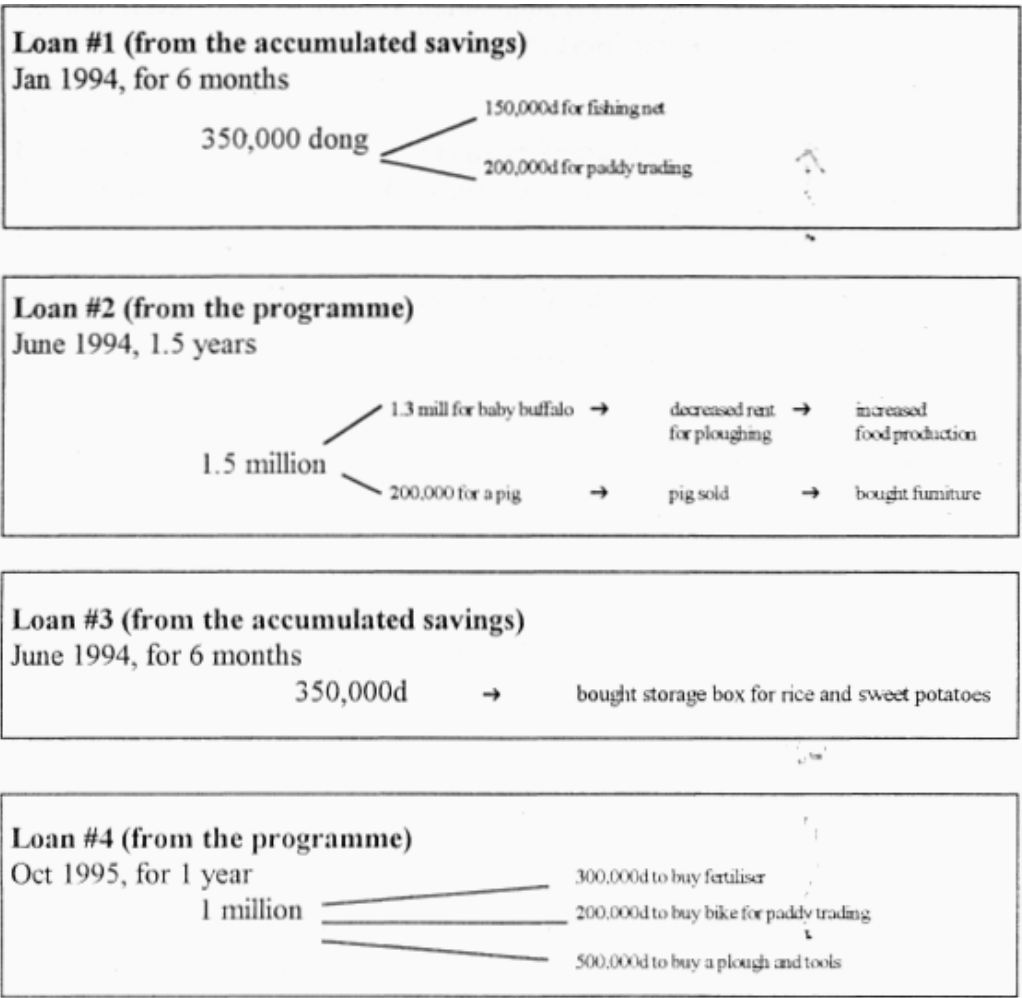 Loan #1 (from the accumulated savings)
Jan 1994, for 6 months
150,000d for fishing net
350,000 dong
200,000d for paddy trading
Loan #2 (from the programme)
June 1994, 1.5 years
1.3 mill for baby buffalo → decreased rent → increased
for ploughing food production
1.5 million
200,000 for a pig → pig sold → bought furniture
Loan #3 (from the accumulated savings)
June 1994, for 6 months
350,000d → bought storage box for rice and sweet potatoes
Loan #4 (from the programme)
Oct 1995, for 1 year
300,000d to buy fertiliser
1 million
200,000d to buy bike for paddy trading
500,000d to buy a plough and tools